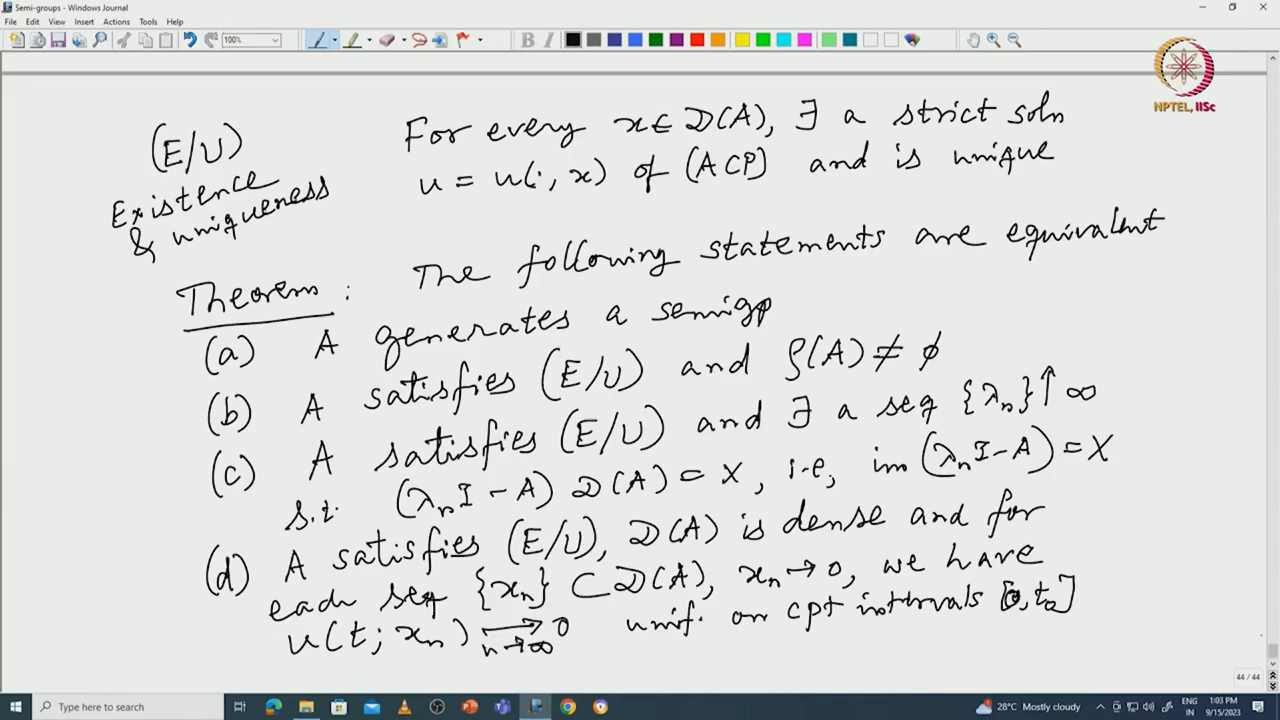 Semi-groups - Windows Journal
File Edit View Insert Actions Tools Help
100%
B I
NPTEL, IISc
(E/U)
Existence
& uniqueness
For every x ∈ D(A), ∃ a strict soln
u = u(·, x) of (ACP) and is unique
Theorem : The following statements are equivalent
(a) A generates a semigp
(b) A satisfies (E/U) and ρ(A) ≠ ϕ
(c) A satisfies (E/U) and ∃ a seq {λn} ↑ ∞
s.t. (λn I - A) D(A) = X, i.e, im (λn I - A) = X
(d) A satisfies (E/U), D(A) is dense and for
each seq {xn} ⊂ D(A), xn → 0, we have
u(t; xn) → 0 unif. on cpt intervals [0, t0]
n→∞
44 / 44
Type here to search
28°C Mostly cloudy
ENG
IN
1:03 PM
9/15/2023